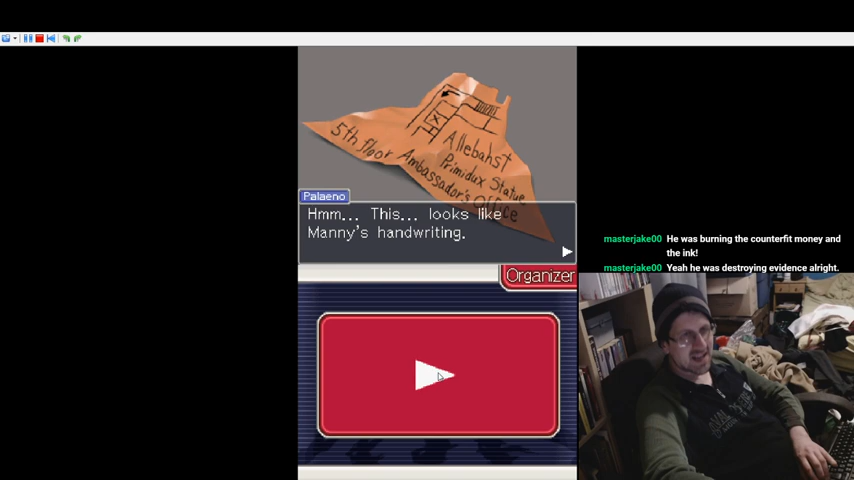 5th floor
Allebahst
Primidux Statue
Ambassador's Office
Palaeno
Hmm... This... looks like
Manny's handwriting.
Organizer
masterjake00 He was burning the counterfit money and
the ink!
masterjake00 Yeah he was destroying evidence alright.